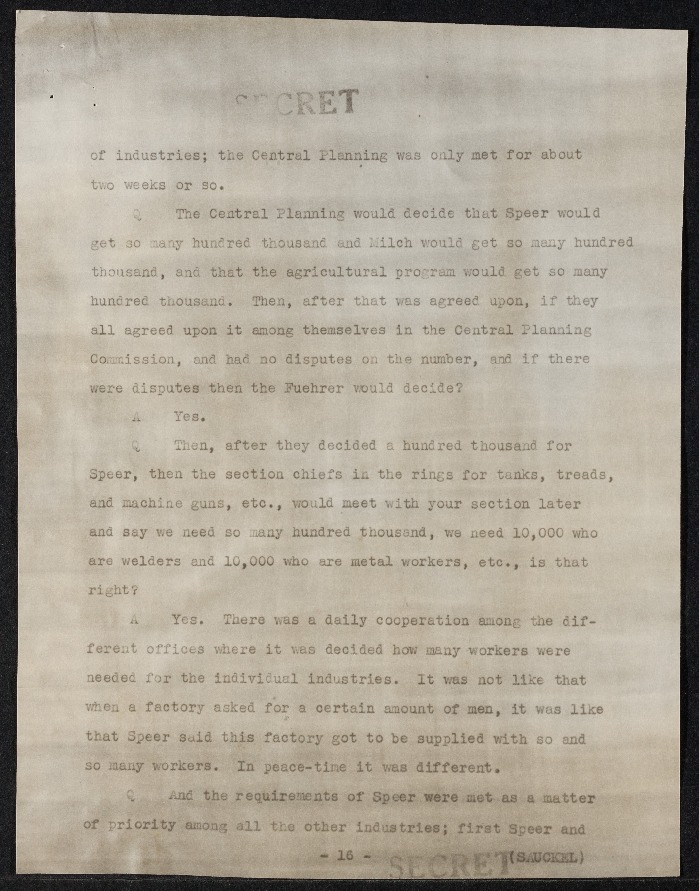 SECRET
of industries; the Central Planning was only met for about
two weeks or so.
Q The Central Planning would decide that Speer would
get so many hundred thousand and Milch would get so many hundred
thousand, and that the agricultural program would get so many
hundred thousand. Then, after that was agreed upon, if they
all agreed upon it among themselves in the Central Planning
Commission, and had no disputes on the number, and if there
were disputes then the Fuehrer would decide?
A Yes.
Q Then, after they decided a hundred thousand for
Speer, then the section chiefs in the rings for tanks, treads,
and machine guns, etc., would meet with your section later
and say we need so many hundred thousand, we need 10,000 who
are welders and 10,000 who are metal workers, etc., is that
right?
A Yes. There was a daily cooperation among the dif-
ferent offices where it was decided how many workers were
needed for the individual industries. It was not like that
when a factory asked for a certain amount of men, it was like
that Speer said this factory got to be supplied with so and
so many workers. In peace-time it was different.
Q And the requirements of Speer were met as a matter
of priority among all the other industries; first Speer and
- 16 -
SECRET (SAUCKEL)